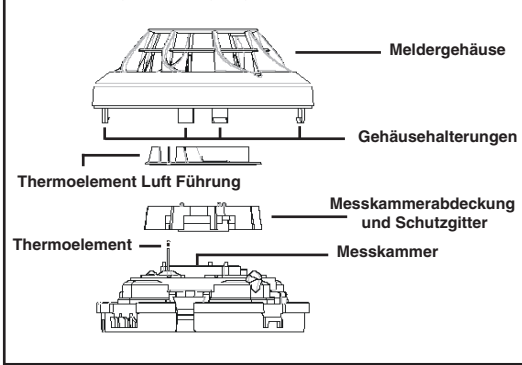 Meldergehäuse
Gehäusehalterungen
Thermoelement Luft Führung
Messkammerabdeckung
und Schutzgitter
Thermoelement
Messkammer